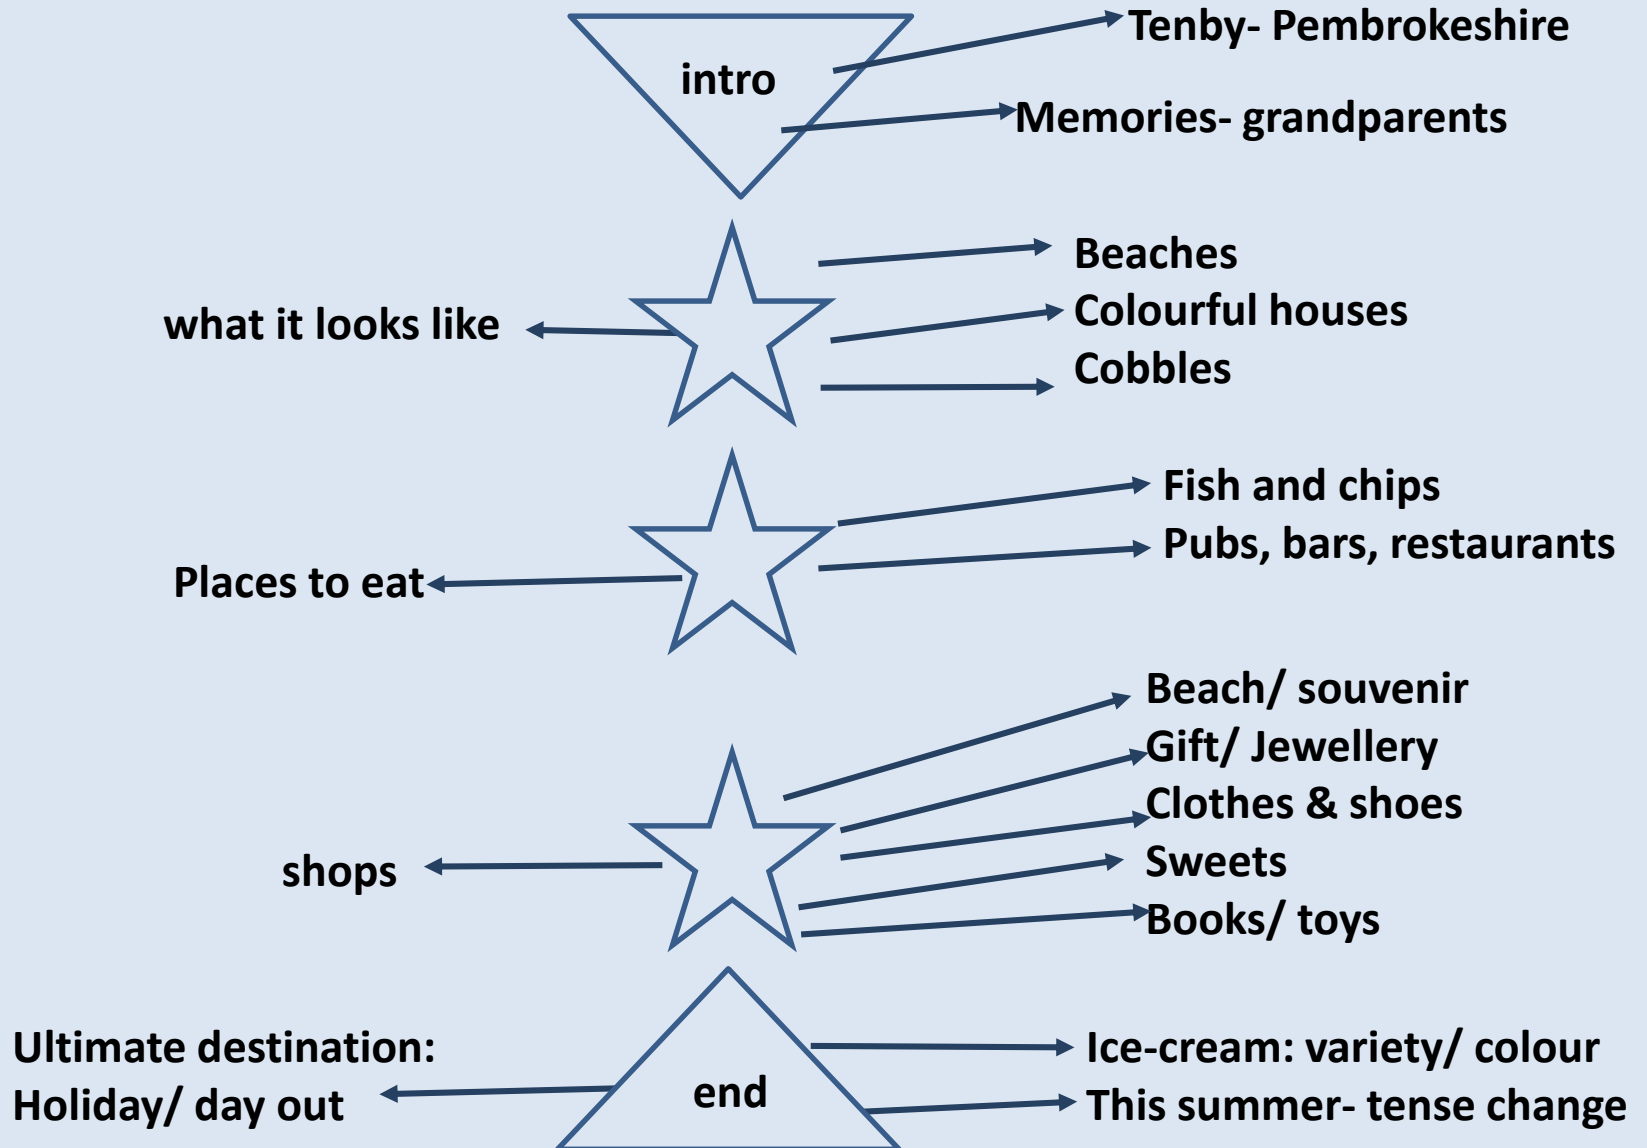 intro
Tenby- Pembrokeshire
Memories- grandparents
what it looks like
Beaches
Colourful houses
Cobbles
Places to eat
Fish and chips
Pubs, bars, restaurants
shops
Beach/ souvenir
Gift/ Jewellery
Clothes & shoes
Sweets
Books/ toys
Ultimate destination:
Holiday/ day out
end
Ice-cream: variety/ colour
This summer- tense change